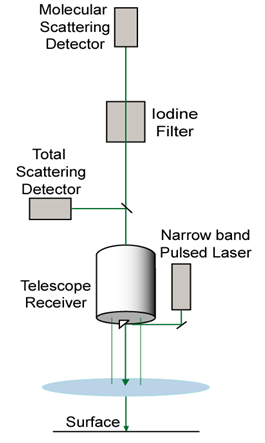 Molecular
Scattering
Detector
Iodine
Filter
Total
Scattering
Detector
Narrow band
Pulsed Laser
Telescope
Receiver
Surface